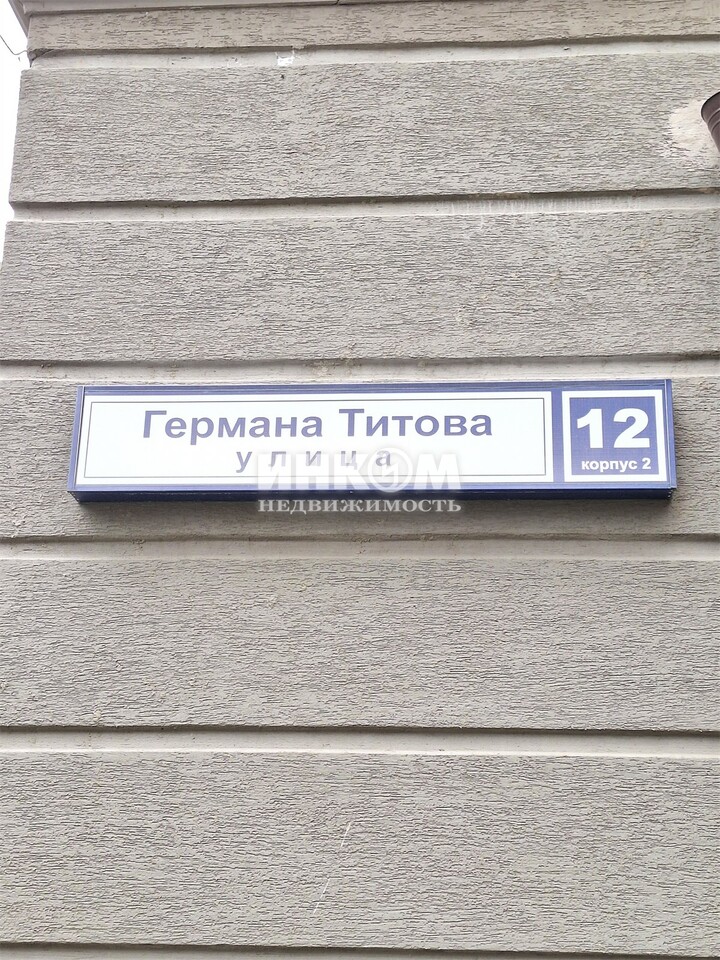 Германа Титова
улица
12
корпус 2
ИНКОМ
НЕДВИЖИМОСТЬ